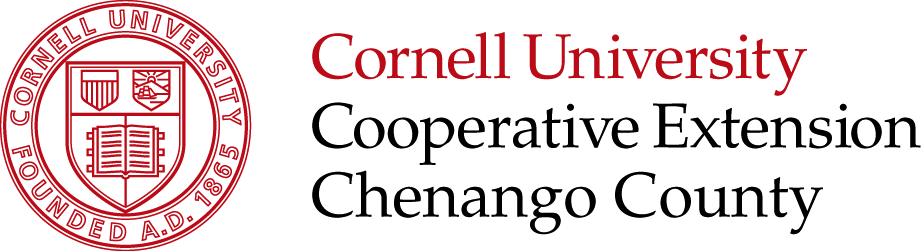 CORNELL UNIVERSITY
FOUNDED A.D. 1865
Cornell University
Cooperative Extension
Chenango County